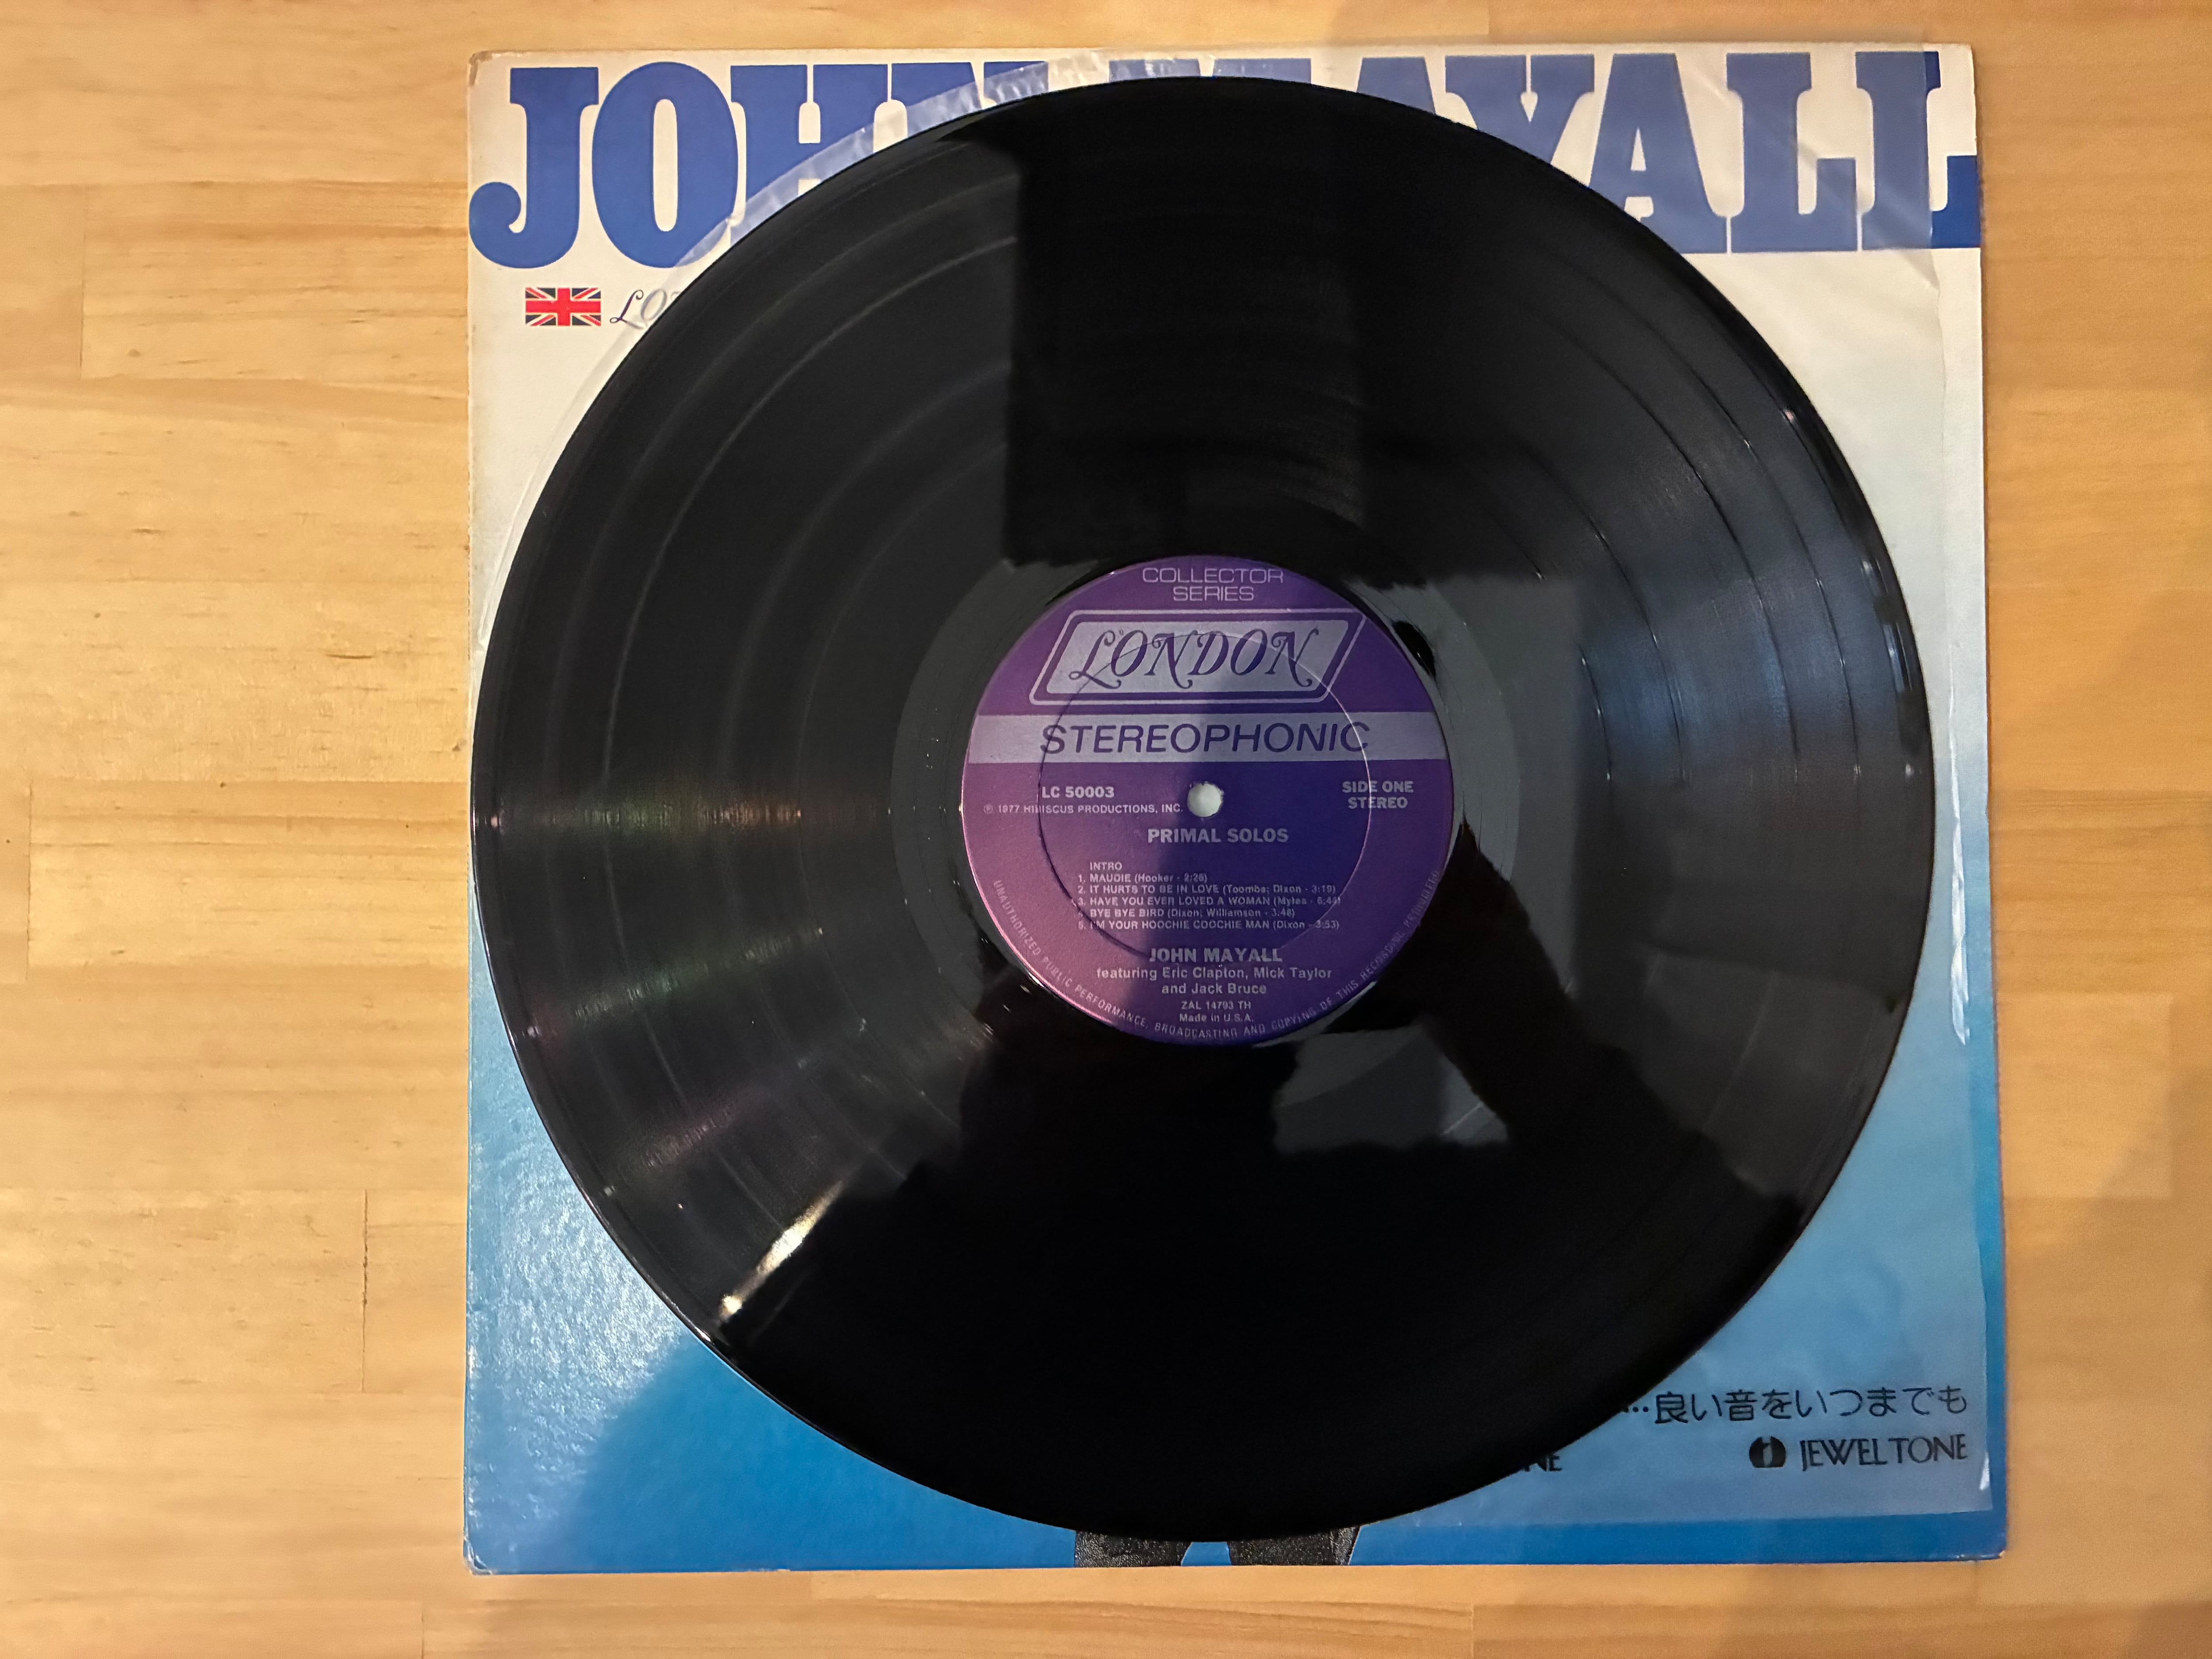 JOHN MAYALL
LO
COLLECTOR
SERIES
LONDON
STEREOPHONIC
LC 50003
℗ 1977 HIBISCUS PRODUCTIONS, INC.
SIDE ONE
STEREO
PRIMAL SOLOS
INTRO
1. MAUDIE (Hooker - 2:26)
2. IT HURTS TO BE IN LOVE (Toombs; Dixon - 3:19)
3. HAVE YOU EVER LOVED A WOMAN (Myles - 6:44)
4. BYE BYE BIRD (Dixon; Williamson - 3:48)
5. I'M YOUR HOOCHIE COOCHIE MAN (Dixon - 3:53)
JOHN MAYALL
featuring Eric Clapton, Mick Taylor
and Jack Bruce
ZAL 14793 TH
Made in U.S.A.
UNAUTHORIZED PUBLIC PERFORMANCE, BROADCASTING AND COPYING OF THIS RECORDING PROHIBITED
…良い音をいつまでも
NE
JEWELTONE